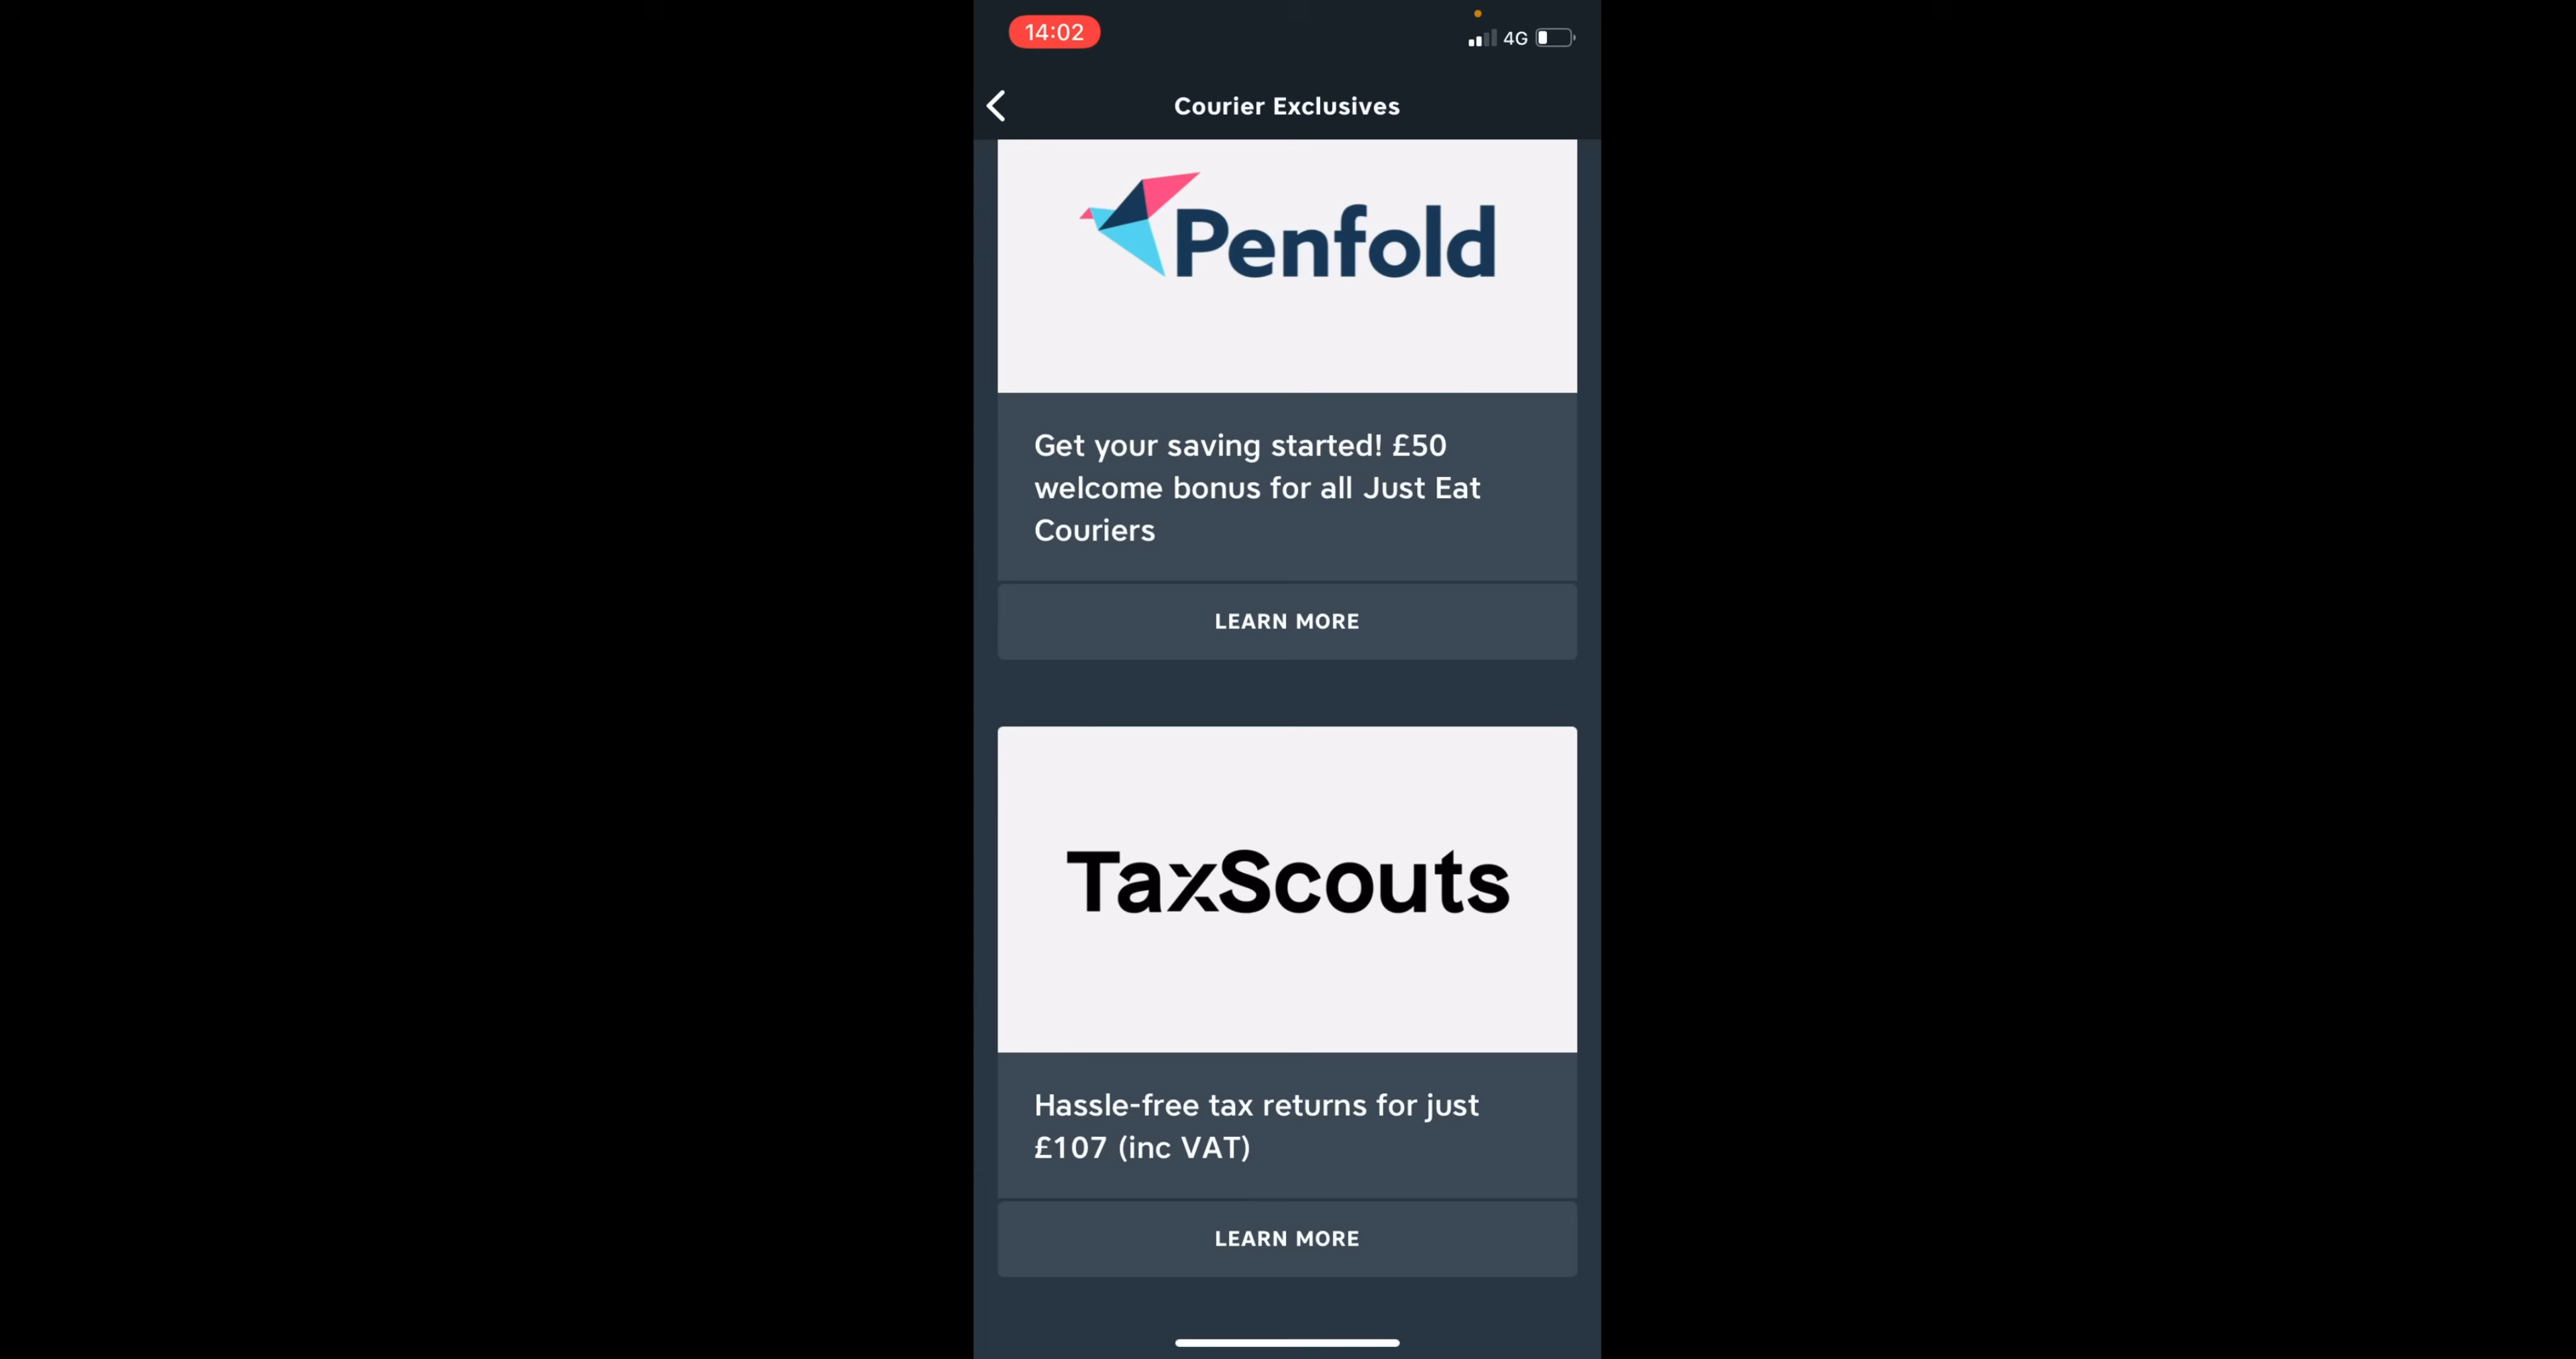 14:02
4G
Courier Exclusives
Penfold
Get your saving started! £50
welcome bonus for all Just Eat
Couriers
LEARN MORE
TaxScouts
Hassle-free tax returns for just
£107 (inc VAT)
LEARN MORE